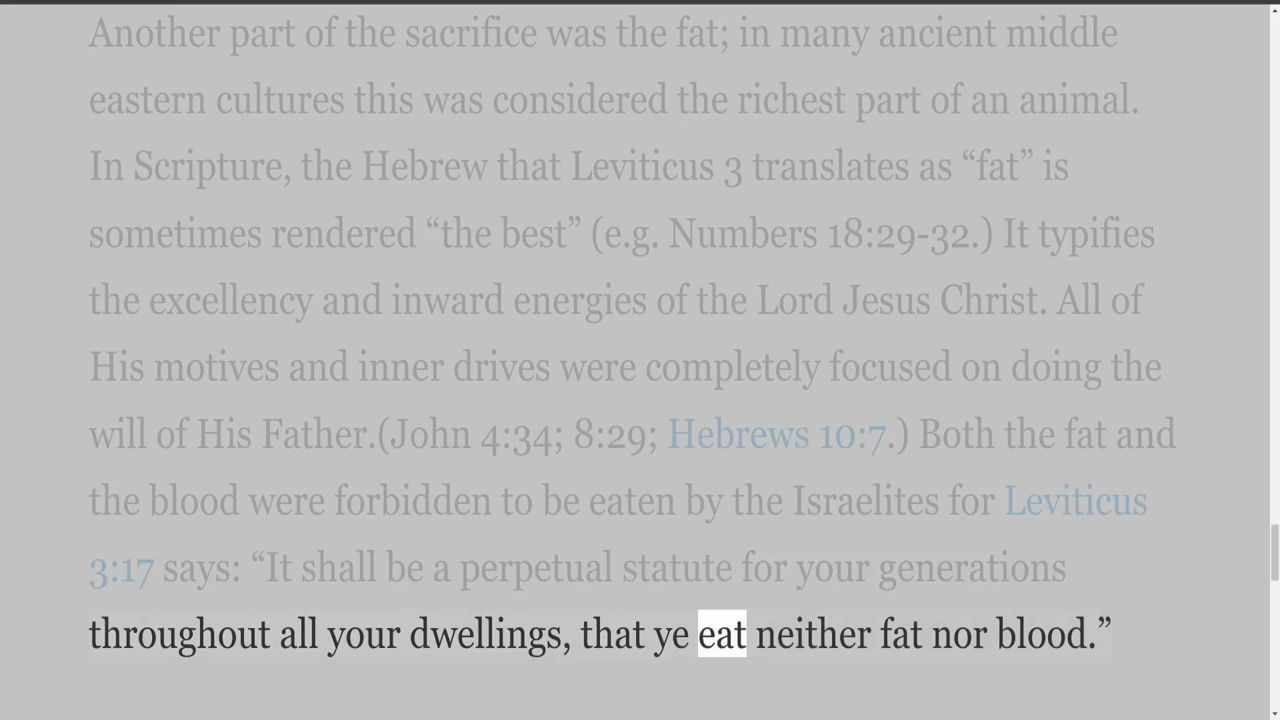 Another part of the sacrifice was the fat; in many ancient middle
eastern cultures this was considered the richest part of an animal.
In Scripture, the Hebrew that Leviticus 3 translates as “fat” is
sometimes rendered “the best” (e.g. Numbers 18:29-32.) It typifies
the excellency and inward energies of the Lord Jesus Christ. All of
His motives and inner drives were completely focused on doing the
will of His Father.(John 4:34; 8:29; Hebrews 10:7.) Both the fat and
the blood were forbidden to be eaten by the Israelites for Leviticus
3:17 says: “It shall be a perpetual statute for your generations
throughout all your dwellings, that ye eat neither fat nor blood.”